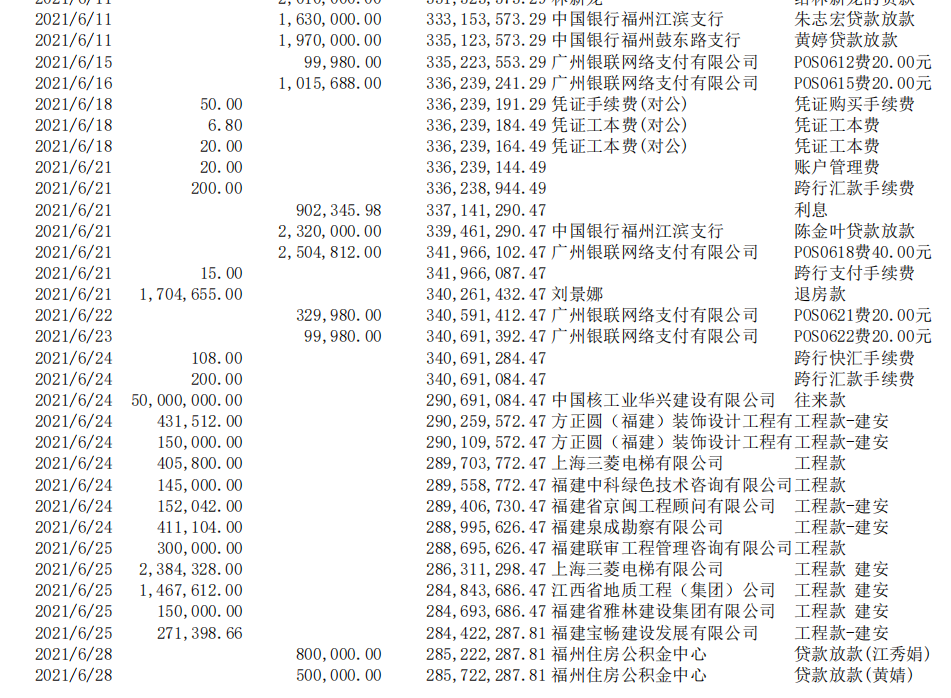 2021/6/11 1,630,000.00 333,153,573.29 中国银行福州江滨支行 朱志宏贷款放款
2021/6/11 1,970,000.00 335,123,573.29 中国银行福州鼓东路支行 黄婷贷款放款
2021/6/15 99,980.00 335,223,553.29 广州银联网络支付有限公司 POS0612费20.00元
2021/6/16 1,015,688.00 336,239,241.29 广州银联网络支付有限公司 POS0615费20.00元
2021/6/18 50.00 336,239,191.29 凭证手续费(对公) 凭证购买手续费
2021/6/18 6.80 336,239,184.49 凭证工本费(对公) 凭证工本费
2021/6/18 20.00 336,239,164.49 凭证工本费(对公) 凭证工本费
2021/6/21 20.00 336,239,144.49 账户管理费
2021/6/21 200.00 336,238,944.49 跨行汇款手续费
2021/6/21 902,345.98 337,141,290.47 利息
2021/6/21 2,320,000.00 339,461,290.47 中国银行福州江滨支行 陈金叶贷款放款
2021/6/21 2,504,812.00 341,966,102.47 广州银联网络支付有限公司 POS0618费40.00元
2021/6/21 15.00 341,966,087.47 跨行支付手续费
2021/6/21 1,704,655.00 340,261,432.47 刘景娜 退房款
2021/6/22 329,980.00 340,591,412.47 广州银联网络支付有限公司 POS0621费20.00元
2021/6/23 99,980.00 340,691,392.47 广州银联网络支付有限公司 POS0622费20.00元
2021/6/24 108.00 340,691,284.47 跨行快汇手续费
2021/6/24 200.00 340,691,084.47 跨行汇款手续费
2021/6/24 50,000,000.00 290,691,084.47 中国核工业华兴建设有限公司 往来款
2021/6/24 431,512.00 290,259,572.47 方正圆（福建）装饰设计工程有 工程款-建安
2021/6/24 150,000.00 290,109,572.47 方正圆（福建）装饰设计工程有 工程款-建安
2021/6/24 405,800.00 289,703,772.47 上海三菱电梯有限公司 工程款
2021/6/24 145,000.00 289,558,772.47 福建中科绿色技术咨询有限公司 工程款
2021/6/24 152,042.00 289,406,730.47 福建省京闽工程顾问有限公司 工程款-建安
2021/6/24 411,104.00 288,995,626.47 福建泉成勘察有限公司 工程款-建安
2021/6/25 300,000.00 288,695,626.47 福建联审工程管理咨询有限公司 工程款
2021/6/25 2,384,328.00 286,311,298.47 上海三菱电梯有限公司 工程款 建安
2021/6/25 1,467,612.00 284,843,686.47 江西省地质工程（集团）公司 工程款 建安
2021/6/25 150,000.00 284,693,686.47 福建省雅林建设集团有限公司 工程款 建安
2021/6/25 271,398.66 284,422,287.81 福建宝畅建设发展有限公司 工程款-建安
2021/6/28 800,000.00 285,222,287.81 福州住房公积金中心 贷款放款(江秀娟)
2021/6/28 500,000.00 285,722,287.81 福州住房公积金中心 贷款放款(黄婧)